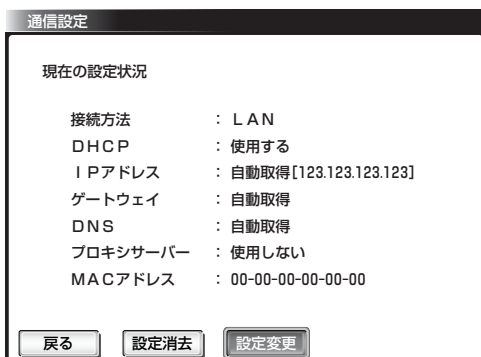 通信設定
現在の設定状況
接続方法 : ＬＡＮ
ＤＨＣＰ : 使用する
ＩＰアドレス : 自動取得[123.123.123.123]
ゲートウェイ : 自動取得
ＤＮＳ : 自動取得
プロキシサーバー : 使用しない
ＭＡＣアドレス : 00-00-00-00-00-00
戻る 設定消去 設定変更